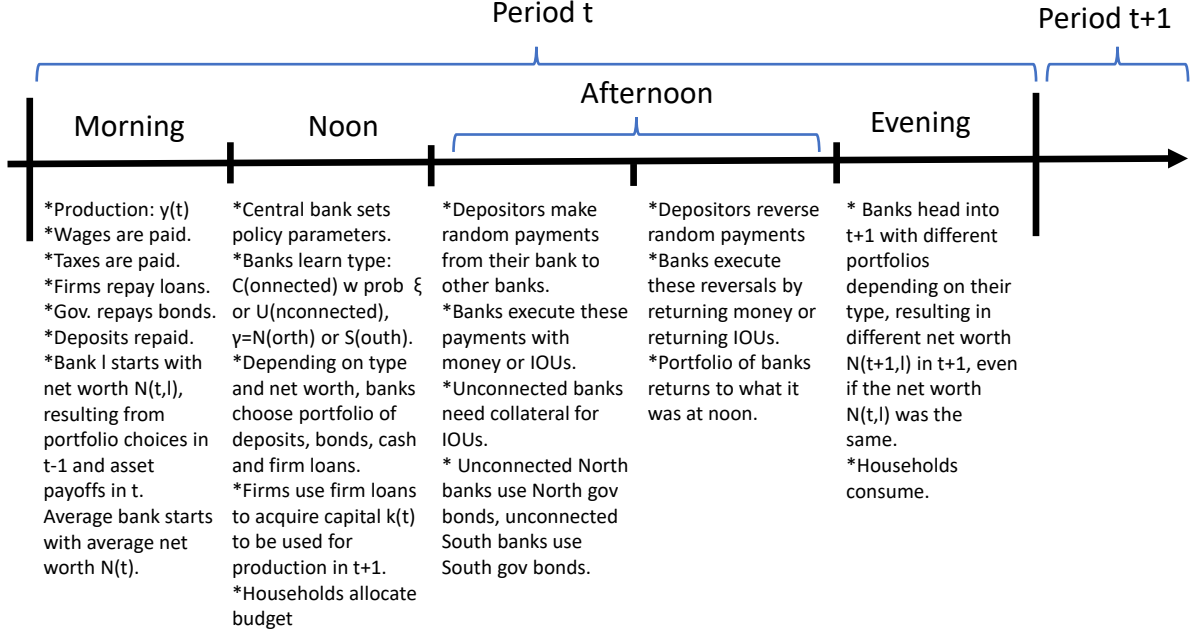 Period t
Period t+1
Afternoon
Morning
Noon
Evening
*Production: y(t)
*Wages are paid.
*Taxes are paid.
*Firms repay loans.
*Gov. repays bonds.
*Deposits repaid.
*Bank l starts with
net worth N(t,l),
resulting from
portfolio choices in
t-1 and asset
payoffs in t.
Average bank starts
with average net
worth N(t).
*Central bank sets
policy parameters.
*Banks learn type:
C(onnected) w prob ξ
or U(nconnected),
γ=N(orth) or S(outh).
*Depending on type
and net worth, banks
choose portfolio of
deposits, bonds, cash
and firm loans.
*Firms use firm loans
to acquire capital k(t)
to be used for
production in t+1.
*Households allocate
budget
*Depositors make
random payments
from their bank to
other banks.
*Banks execute these
payments with
money or IOUs.
*Unconnected banks
need collateral for
IOUs.
* Unconnected North
banks use North gov
bonds, unconnected
South banks use
South gov bonds.
*Depositors reverse
random payments
*Banks execute
these reversals by
returning money or
returning IOUs.
*Portfolio of banks
returns to what it
was at noon.
* Banks head into
t+1 with different
portfolios
depending on their
type, resulting in
different net worth
N(t+1,l) in t+1, even
if the net worth
N(t,l) was the
same.
*Households
consume.